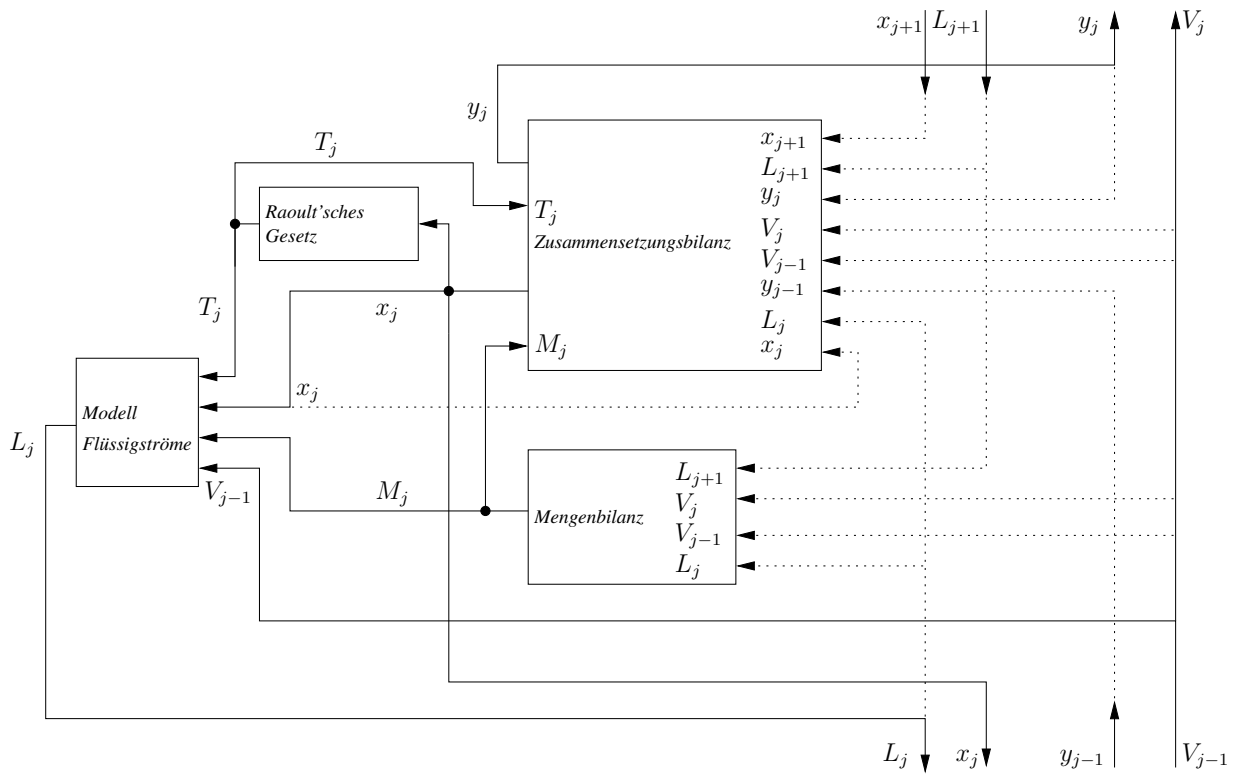 x_{j+1} L_{j+1}
y_j
V_j
y_j
T_j
x_{j+1}
L_{j+1}
y_j
V_j
V_{j−1}
y_{j−1}
L_j
x_j
T_j
Zusammensetzungsbilanz
M_j
Raoult'sches
Gesetz
T_j
x_j
x_j
Modell
Flüssigströme
L_j
V_{j−1}
M_j
Mengenbilanz
L_{j+1}
V_j
V_{j−1}
L_j
L_j
x_j
y_{j−1}
V_{j−1}